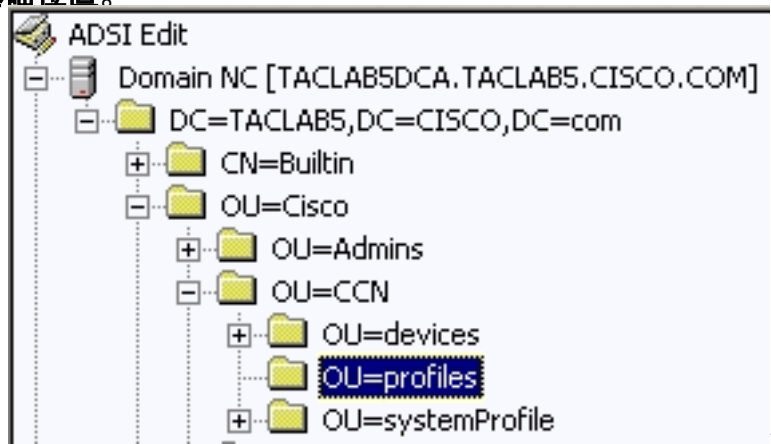 ADSI Edit
Domain NC [TACLAB5DCA.TACLAB5.CISCO.COM]
DC=TACLAB5,DC=CISCO,DC=com
CN=Builtin
OU=Cisco
OU=Admins
OU=CCN
OU=devices
OU=profiles
OU=systemProfile